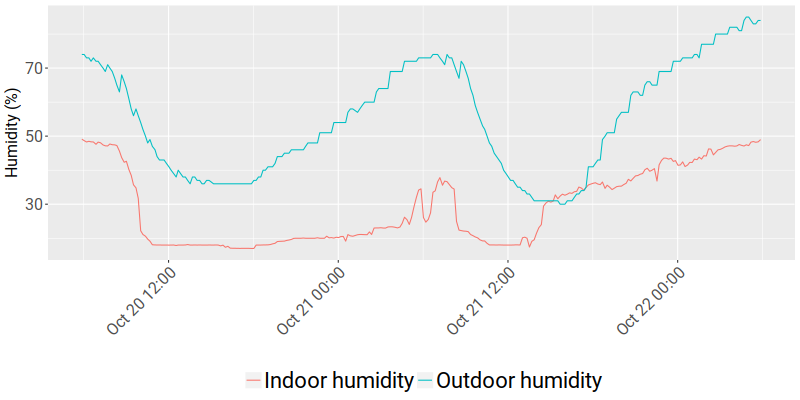 Humidity (%)
70
50
30
Oct 20 12:00
Oct 21 00:00
Oct 21 12:00
Oct 22 00:00
Indoor humidity Outdoor humidity